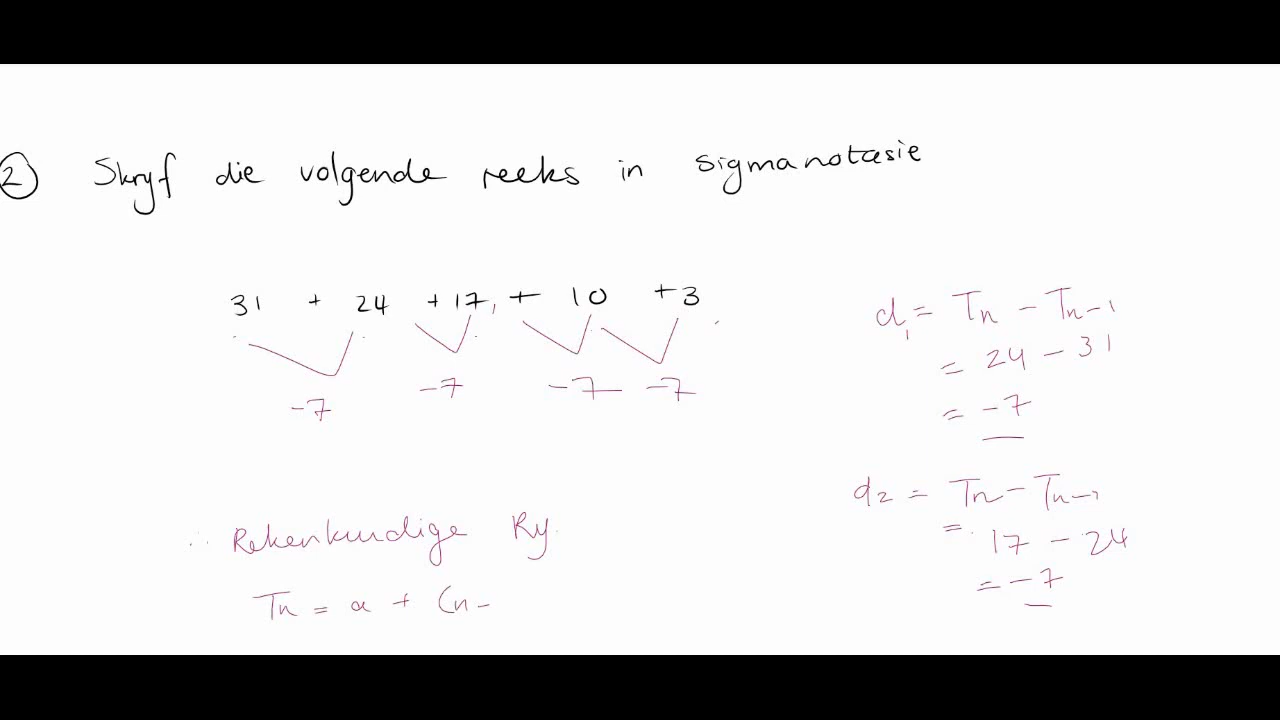 ② Skryf die volgende reeks in sigmanotasie
31 + 24 + 17, + 10 + 3
-7 -7 -7 -7
d₁ = Tn - Tn-1
= 24 - 31
= -7
d2 = Tn - Tn-1
= 17 - 24
= -7
∴ Rekenkundige Ry.
Tn = a + (n -